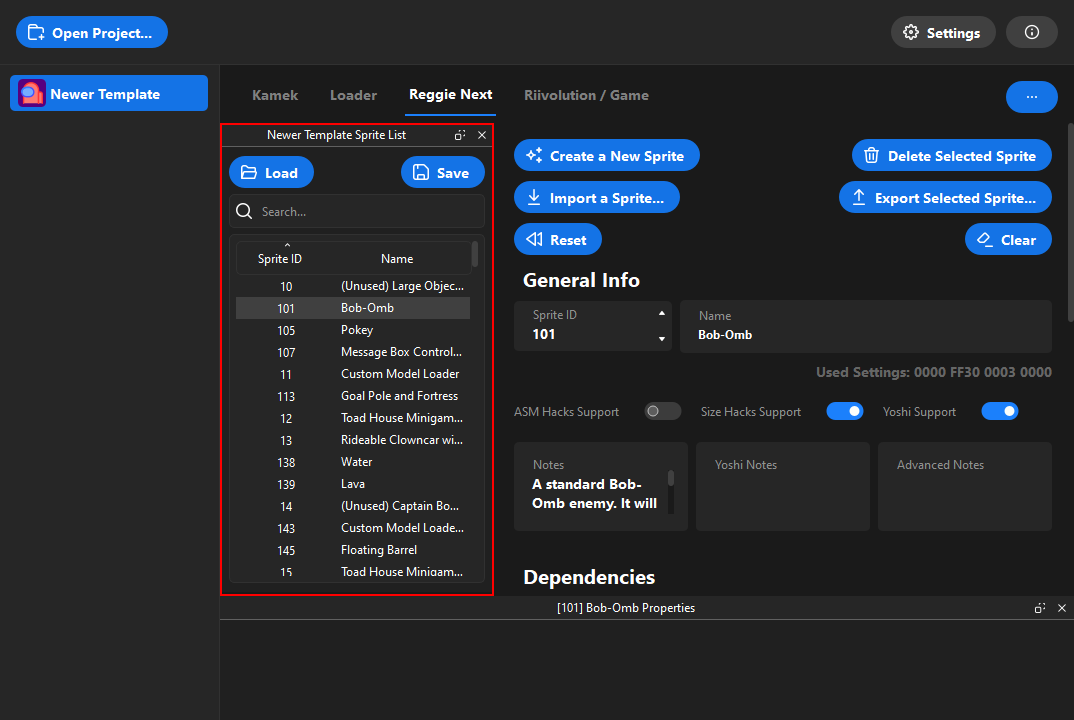 Open Project...
Settings
Newer Template
Kamek
Loader
Reggie Next
Riivolution / Game
...
Newer Template Sprite List
Load
Save
Search...
Sprite ID
Name
10 (Unused) Large Objec...
101 Bob-Omb
105 Pokey
107 Message Box Control...
11 Custom Model Loader
113 Goal Pole and Fortress
12 Toad House Minigam...
13 Rideable Clowncar wi...
138 Water
139 Lava
14 (Unused) Captain Bo...
143 Custom Model Loade...
145 Floating Barrel
15 Toad House Minigam...
Create a New Sprite
Delete Selected Sprite
Import a Sprite...
Export Selected Sprite...
Reset
Clear
General Info
Sprite ID
101
Name
Bob-Omb
Used Settings: 0000 FF30 0003 0000
ASM Hacks Support
Size Hacks Support
Yoshi Support
Notes
A standard Bob-
Omb enemy. It will
Yoshi Notes
Advanced Notes
Dependencies
[101] Bob-Omb Properties